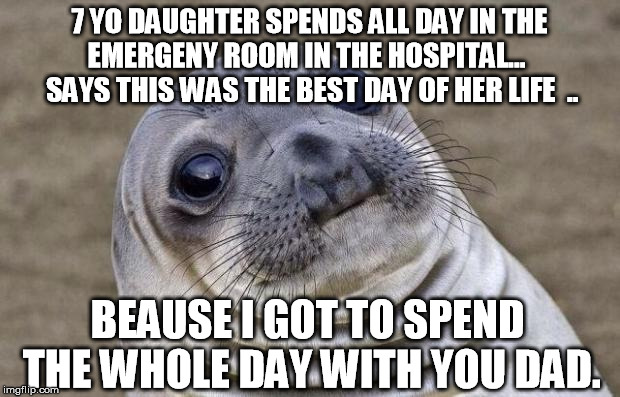 7 YO DAUGHTER SPENDS ALL DAY IN THE
EMERGENY ROOM IN THE HOSPITAL...
SAYS THIS WAS THE BEST DAY OF HER LIFE ..
BEAUSE I GOT TO SPEND
THE WHOLE DAY WITH YOU DAD.
imgflip.com